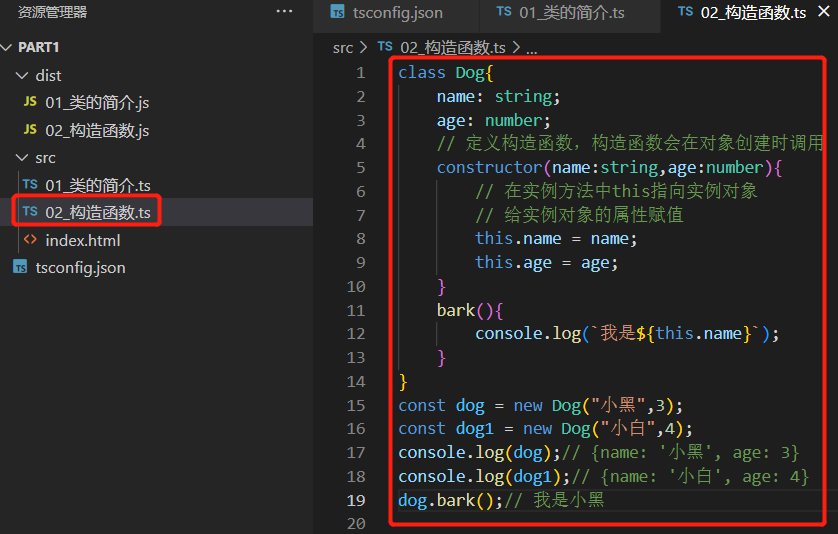 资源管理器 ···
PART1
dist
JS 01_类的简介.js
JS 02_构造函数.js
src
TS 01_类的简介.ts
TS 02_构造函数.ts
<> index.html
TS tsconfig.json
TS tsconfig.json TS 01_类的简介.ts TS 02_构造函数.ts ×
src > TS 02_构造函数.ts > ...
1 class Dog{
2 name: string;
3 age: number;
4 // 定义构造函数，构造函数会在对象创建时调用
5 constructor(name:string,age:number){
6 // 在实例方法中this指向实例对象
7 // 给实例对象的属性赋值
8 this.name = name;
9 this.age = age;
10 }
11 bark(){
12 console.log(`我是${this.name}`);
13 }
14 }
15 const dog = new Dog("小黑",3);
16 const dog1 = new Dog("小白",4);
17 console.log(dog);// {name: '小黑', age: 3}
18 console.log(dog1);// {name: '小白', age: 4}
19 dog.bark();// 我是小黑
20